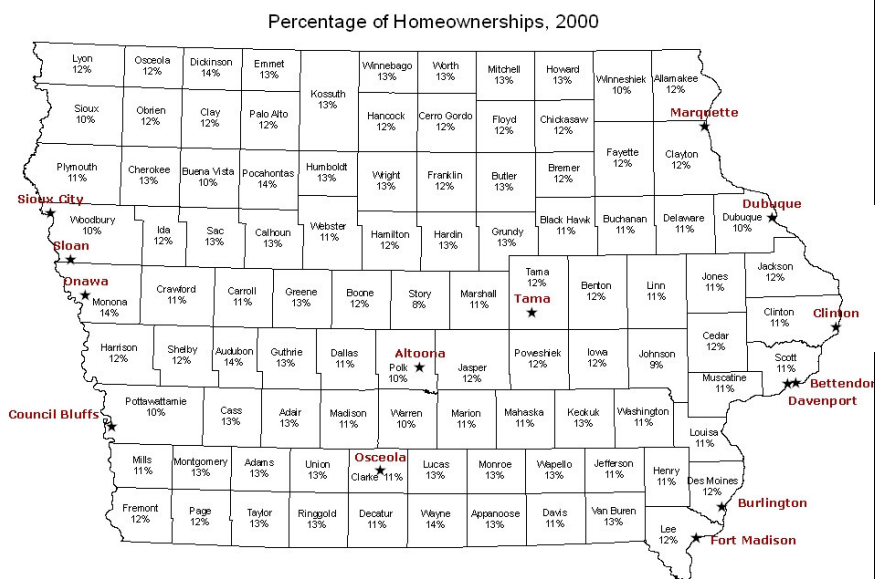 Percentage of Homeownerships, 2000
Lyon
12%
Osceola
12%
Dickinson
14%
Emmet
13%
Kossuth
13%
Winnebago
13%
Worth
13%
Mitchell
13%
Howard
13%
Winneshiek
10%
Allamakee
12%
Sioux
10%
Obrien
12%
Clay
12%
Palo Alto
12%
Hancock
12%
Cerro Gordo
12%
Floyd
12%
Chickasaw
12%
Marquette
Plymouth
11%
Cherokee
13%
Buena Vista
10%
Pocahontas
14%
Humboldt
13%
Wright
13%
Franklin
12%
Butler
13%
Bremer
12%
Fayette
12%
Clayton
12%
Sioux City
Woodbury
10%
Ida
12%
Sac
13%
Calhoun
13%
Webster
11%
Hamilton
12%
Hardin
13%
Grundy
13%
Black Hawk
11%
Buchanan
11%
Delaware
11%
Dubuque
10%
Dubuque
Sloan
Onawa
Monona
14%
Crawford
11%
Carroll
11%
Greene
13%
Boone
12%
Story
8%
Marshall
11%
Tama
12%
Tama
Benton
12%
Linn
11%
Jones
11%
Jackson
12%
Clinton
11%
Clinton
Harrison
12%
Shelby
12%
Audubon
14%
Guthrie
13%
Dallas
11%
Altoona
Polk
10%
Jasper
12%
Poweshiek
12%
Iowa
12%
Johnson
9%
Cedar
12%
Scott
11%
Muscatine
11%
Bettendor
Davenport
Council Bluffs
Pottawattamie
10%
Cass
13%
Adair
13%
Madison
11%
Warren
10%
Marion
11%
Mahaska
11%
Keokuk
13%
Washington
11%
Louisa
11%
Mills
11%
Montgomery
13%
Adams
13%
Union
13%
Osceola
Clarke 11%
Lucas
13%
Monroe
13%
Wapello
13%
Jefferson
11%
Henry
11%
Des Moines
12%
Burlington
Fremont
12%
Page
12%
Taylor
13%
Ringgold
13%
Decatur
11%
Wayne
14%
Appanoose
13%
Davis
11%
Van Buren
13%
Lee
12%
Fort Madison